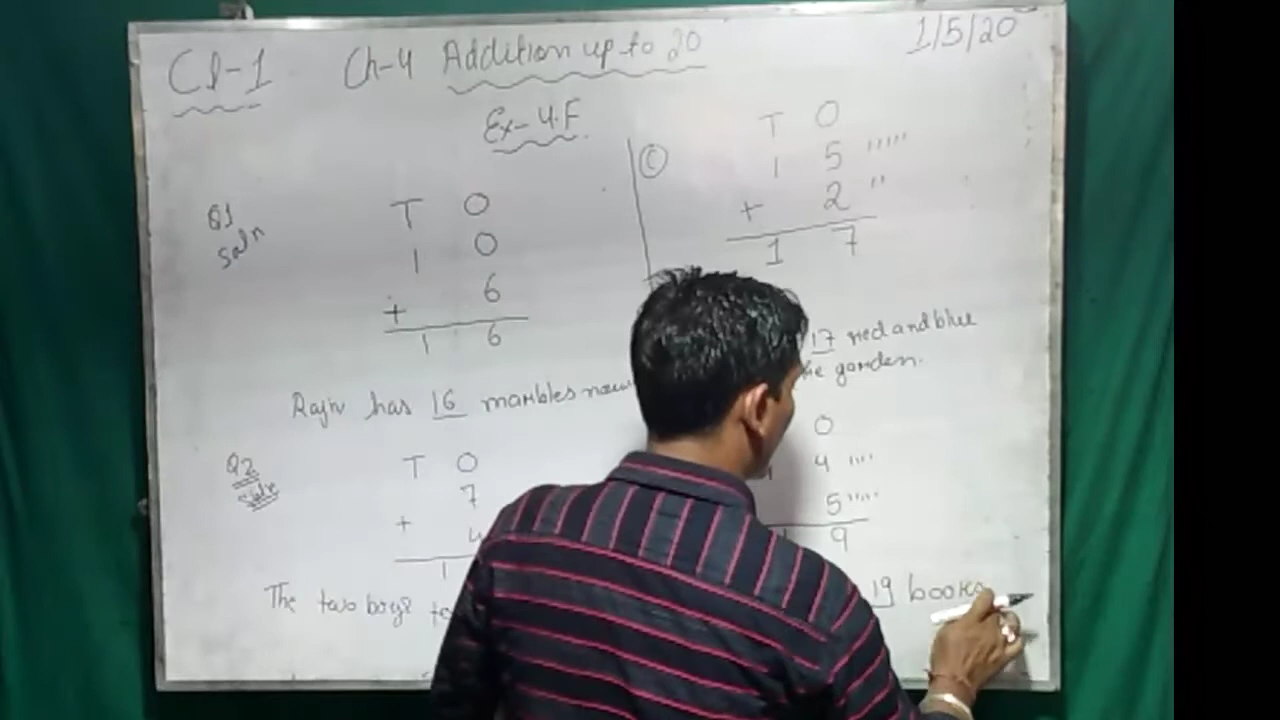 Cl-1 Ch-4 Addition up to 20 1/5/20
Ex-4.F
Q1
Soln
T O
1 0
+ 6
1 6
Rajiv has 16 marbles now
Q2
Soln
T O
7
+ 4
1
The two boys to
C
T O
1 5 '''''
+ 2 ''
1 7
17 red and blue
the garden.
O
1 4 ''''
5 '''''
9
19 books